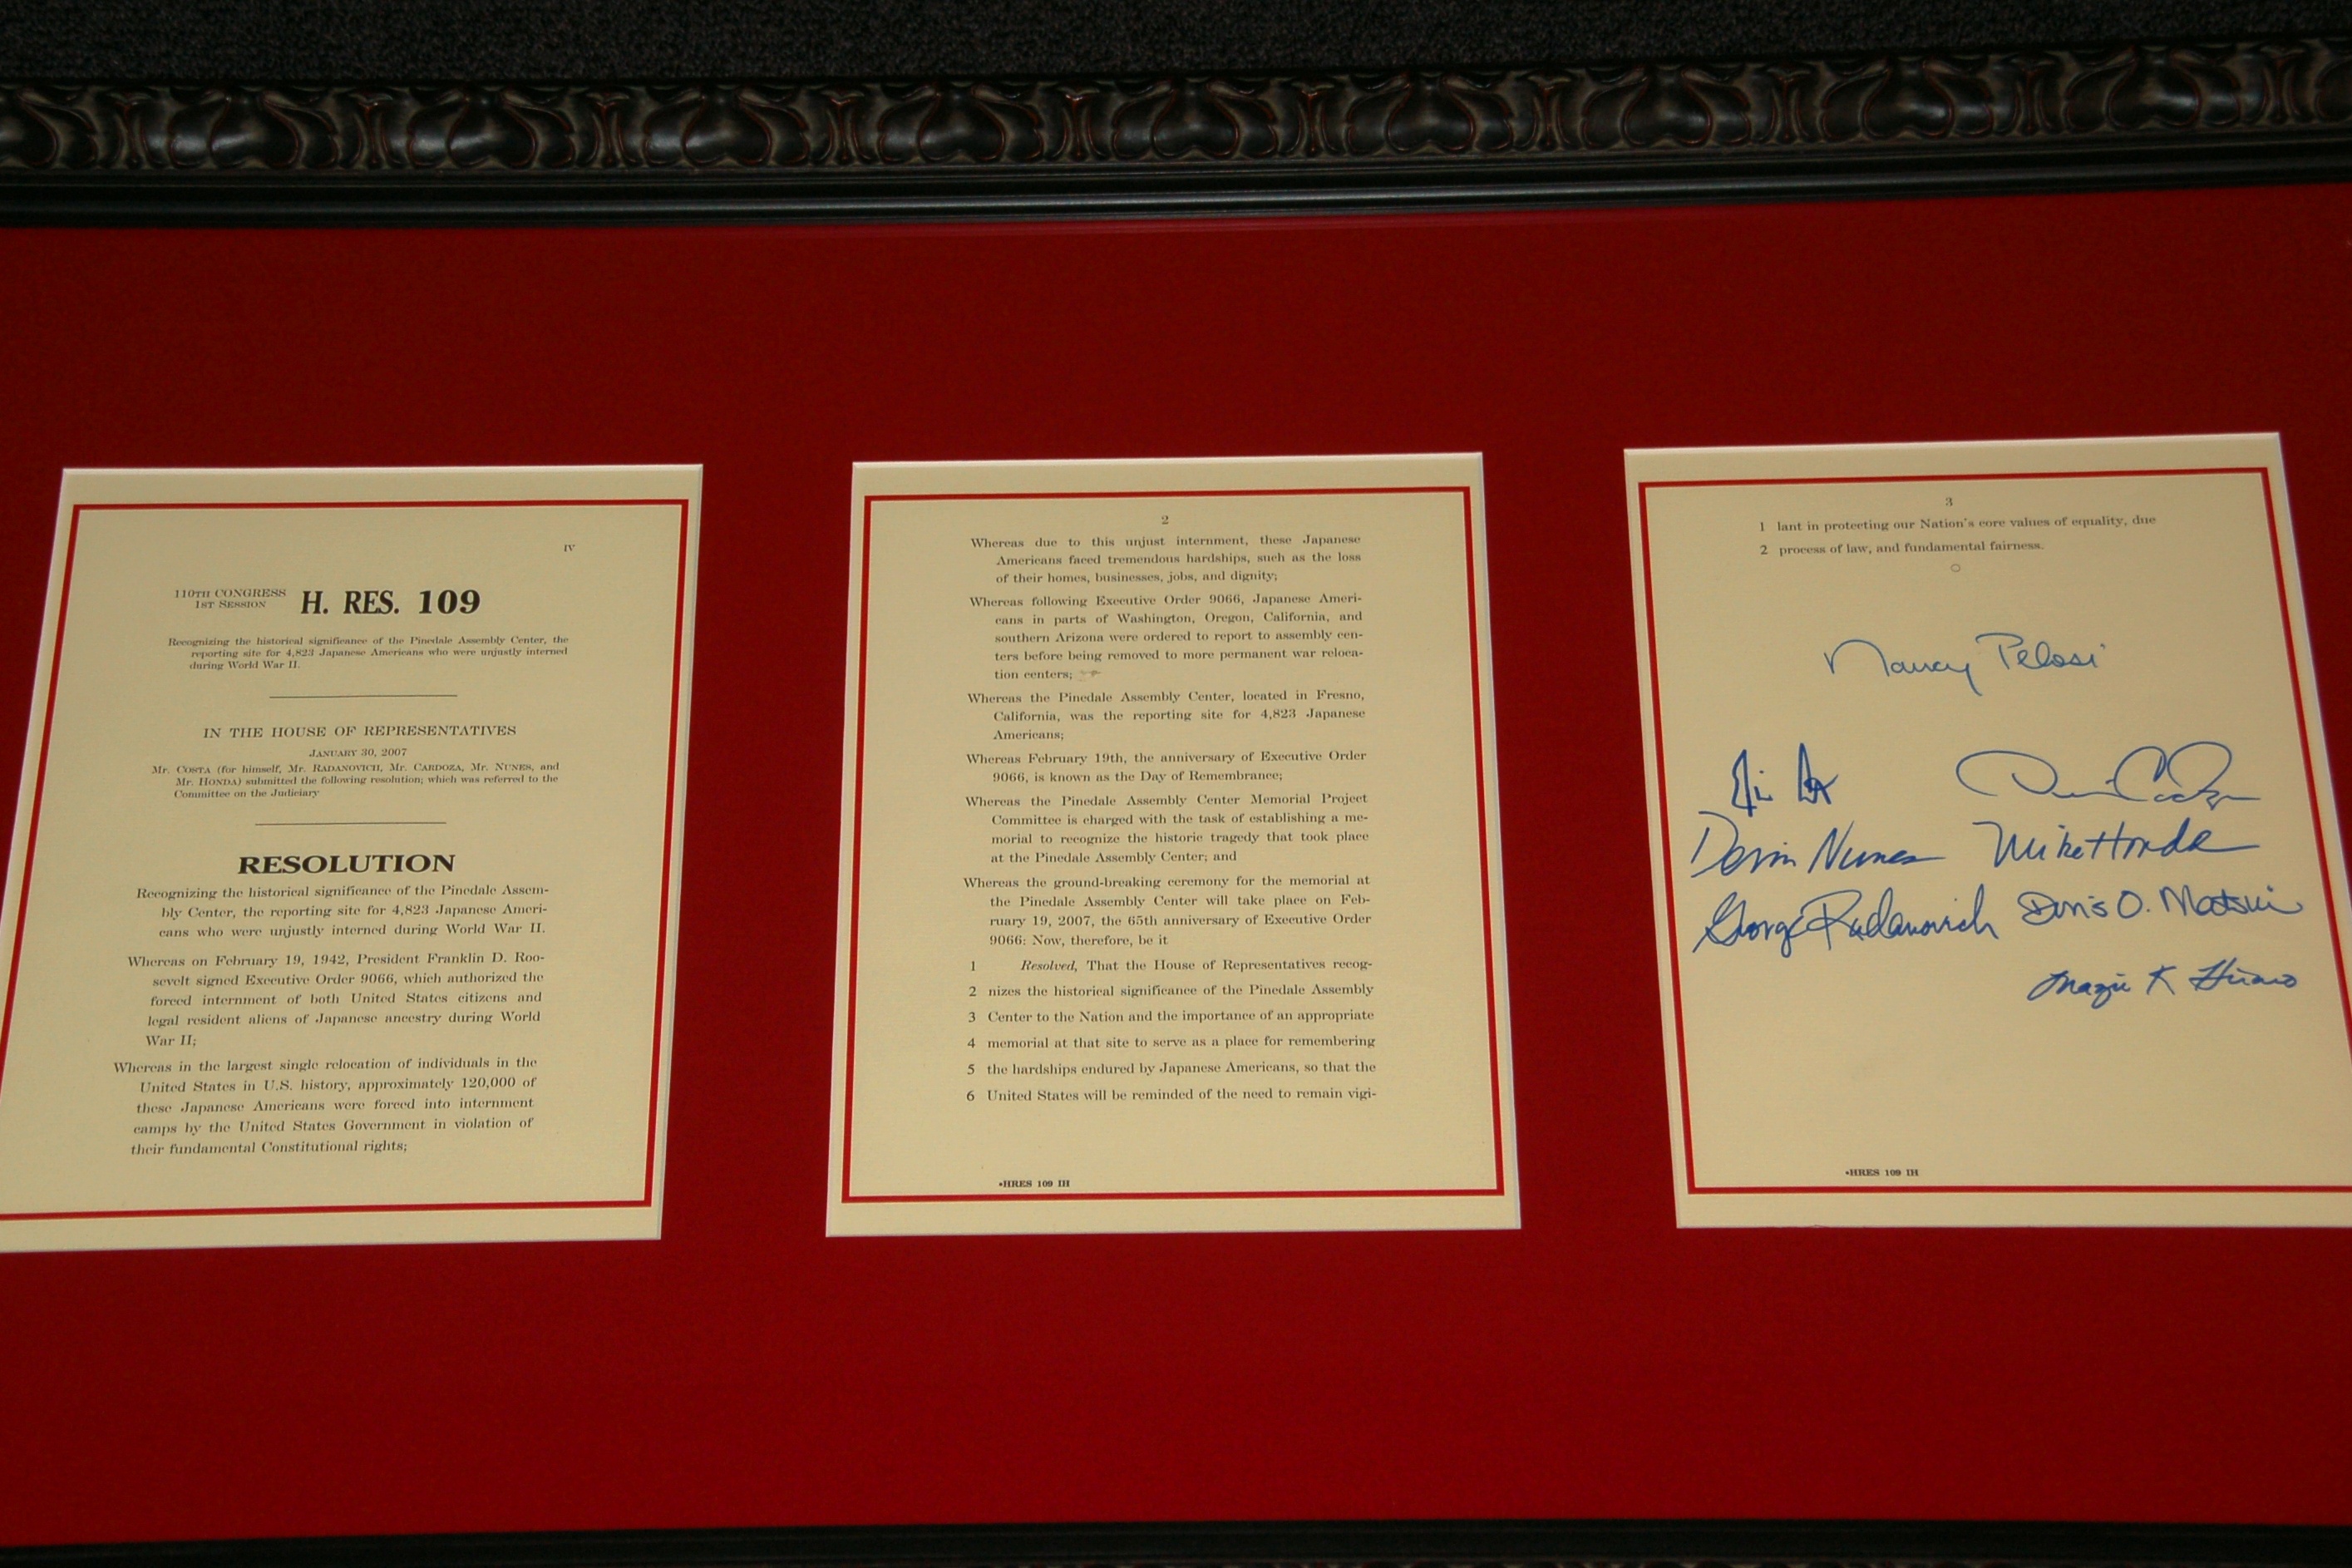 IV
110TH CONGRESS
1ST SESSION
H. RES. 109
Recognizing the historical significance of the Pinedale Assembly Center, the
reporting site for 4,823 Japanese Americans who were unjustly interned
during World War II.
IN THE HOUSE OF REPRESENTATIVES
JANUARY 30, 2007
Mr. COSTA (for himself, Mr. RADANOVICH, Mr. CARDOZA, Mr. NUNES, and
Mr. HONDA) submitted the following resolution; which was referred to the
Committee on the Judiciary
RESOLUTION
Recognizing the historical significance of the Pinedale Assem-
bly Center, the reporting site for 4,823 Japanese Ameri-
cans who were unjustly interned during World War II.
Whereas on February 19, 1942, President Franklin D. Roo-
sevelt signed Executive Order 9066, which authorized the
forced internment of both United States citizens and
legal resident aliens of Japanese ancestry during World
War II;
Whereas in the largest single relocation of individuals in the
United States in U.S. history, approximately 120,000 of
these Japanese Americans were forced into internment
camps by the United States Government in violation of
their fundamental Constitutional rights;
2
Whereas due to this unjust internment, these Japanese
Americans faced tremendous hardships, such as the loss
of their homes, businesses, jobs, and dignity;
Whereas following Executive Order 9066, Japanese Ameri-
cans in parts of Washington, Oregon, California, and
southern Arizona were ordered to report to assembly cen-
ters before being removed to more permanent war reloca-
tion centers;
Whereas the Pinedale Assembly Center, located in Fresno,
California, was the reporting site for 4,823 Japanese
Americans;
Whereas February 19th, the anniversary of Executive Order
9066, is known as the Day of Remembrance;
Whereas the Pinedale Assembly Center Memorial Project
Committee is charged with the task of establishing a me-
morial to recognize the historic tragedy that took place
at the Pinedale Assembly Center; and
Whereas the ground-breaking ceremony for the memorial at
the Pinedale Assembly Center will take place on Feb-
ruary 19, 2007, the 65th anniversary of Executive Order
9066: Now, therefore, be it
1 Resolved, That the House of Representatives recog-
2 nizes the historical significance of the Pinedale Assembly
3 Center to the Nation and the importance of an appropriate
4 memorial at that site to serve as a place for remembering
5 the hardships endured by Japanese Americans, so that the
6 United States will be reminded of the need to remain vigi-
•HRES 109 IH
3
1 lant in protecting our Nation's core values of equality, due
2 process of law, and fundamental fairness.
Nancy Pelosi
Devin Nunes
Mike Honda
George Radanovich
Doris O. Matsui
Mazie K Hirono
•HRES 109 IH